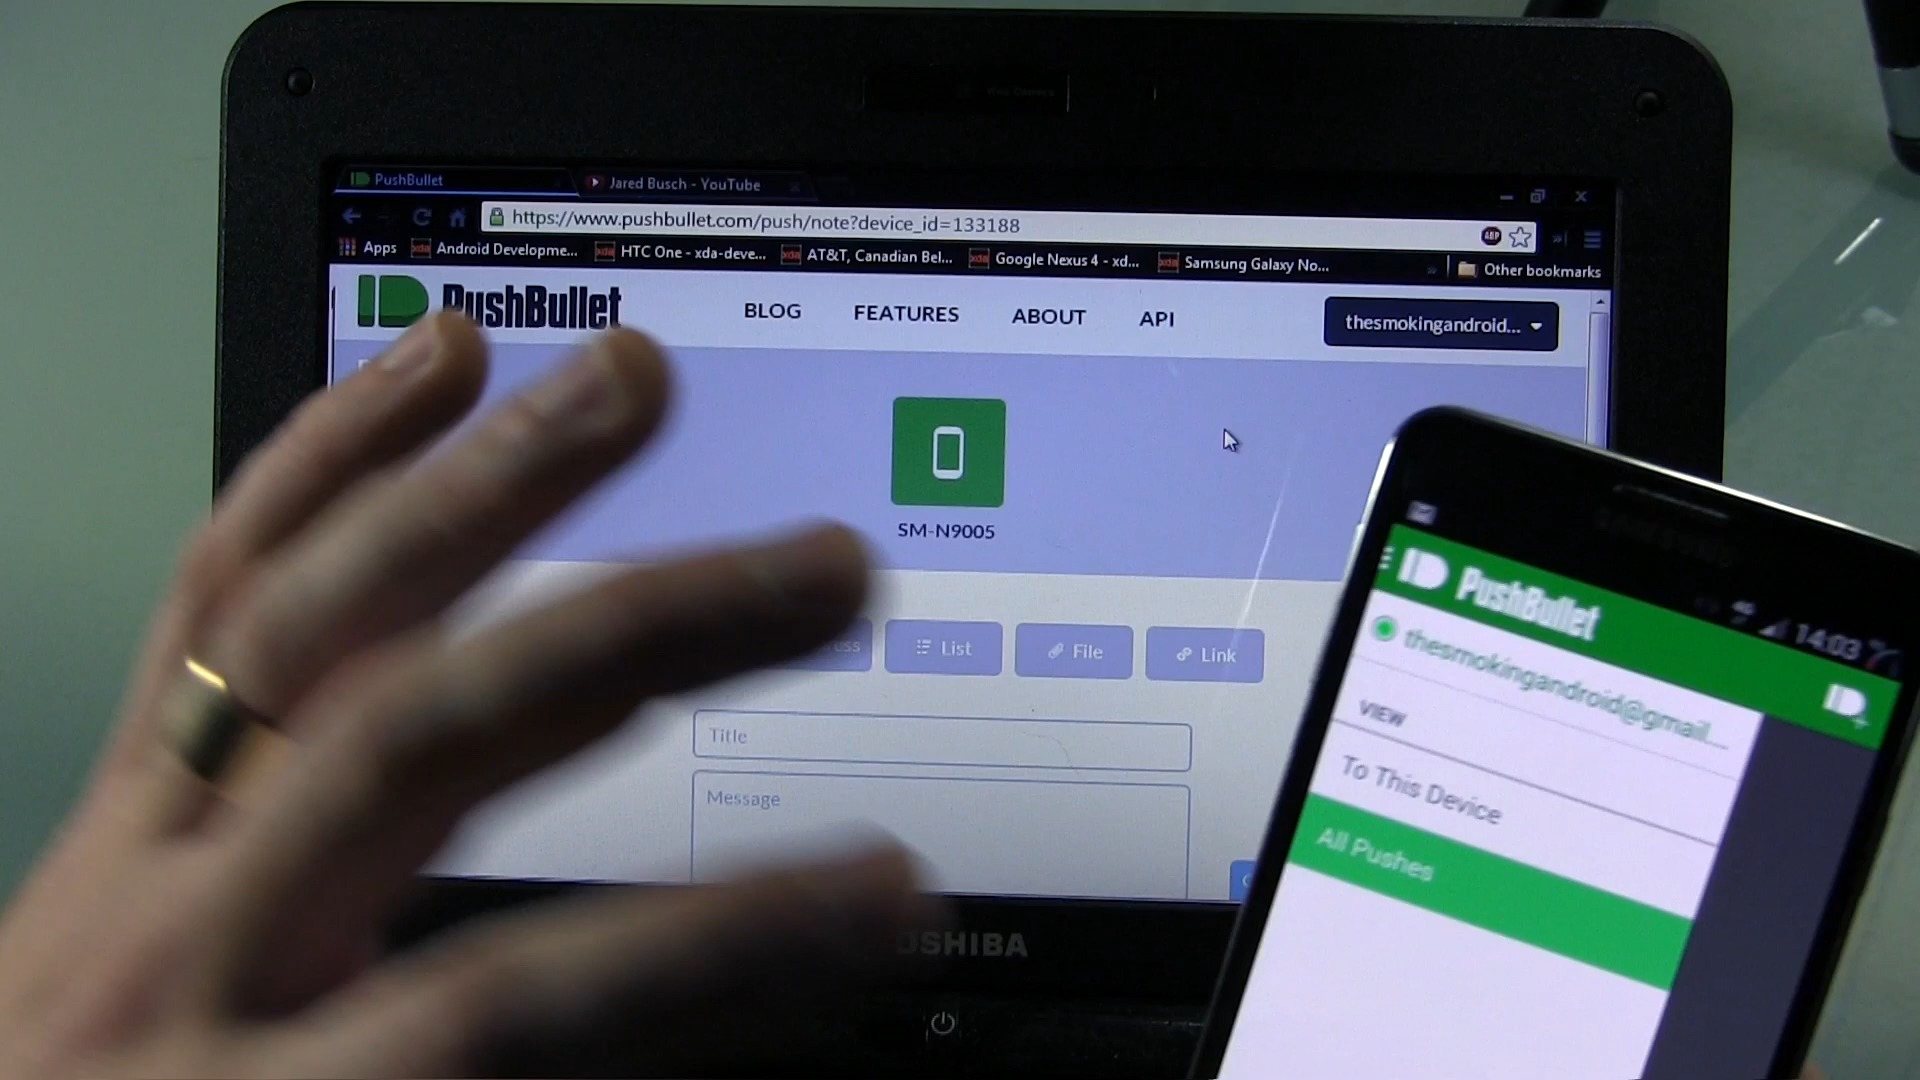 PushBullet
Jared Busch - YouTube
https://www.pushbullet.com/push/note?device_id=133188
ABP
Apps
Android Developme...
HTC One - xda-deve...
AT&T, Canadian Bel...
Google Nexus 4 - xd...
Samsung Galaxy No...
Other bookmarks
PushBullet
BLOG
FEATURES
ABOUT
API
thesmokingandroid...
SM-N9005
List
File
Link
Title
Message
OSHIBA
14:03
PushBullet
thesmokingandroid@gmail...
VIEW
To This Device
All Pushes